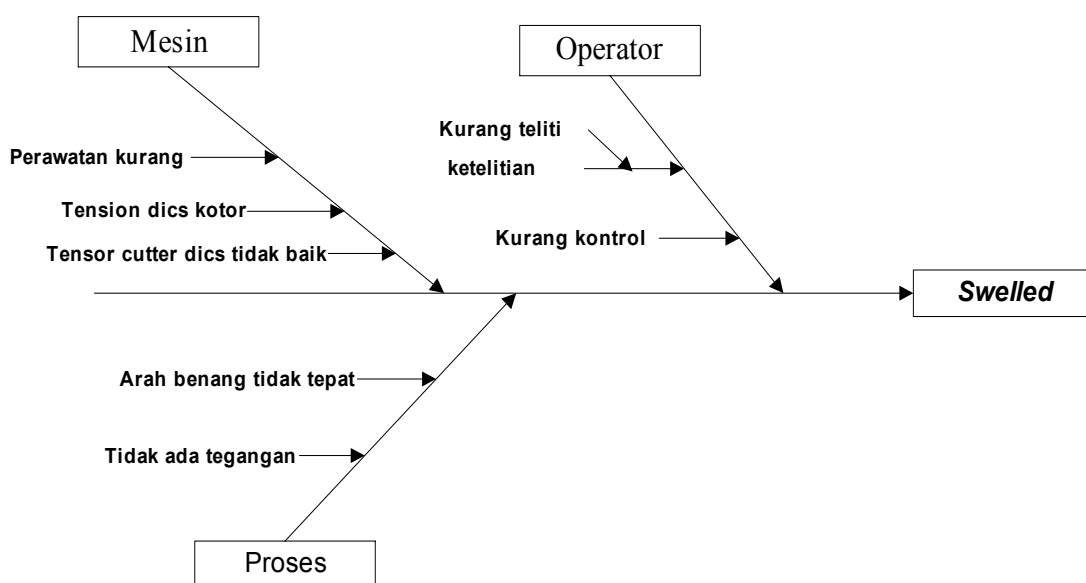 Mesin
Operator
Kurang teliti
Perawatan kurang
ketelitian
Tension dics kotor
Kurang kontrol
Tensor cutter dics tidak baik
Swelled
Arah benang tidak tepat
Tidak ada tegangan
Proses